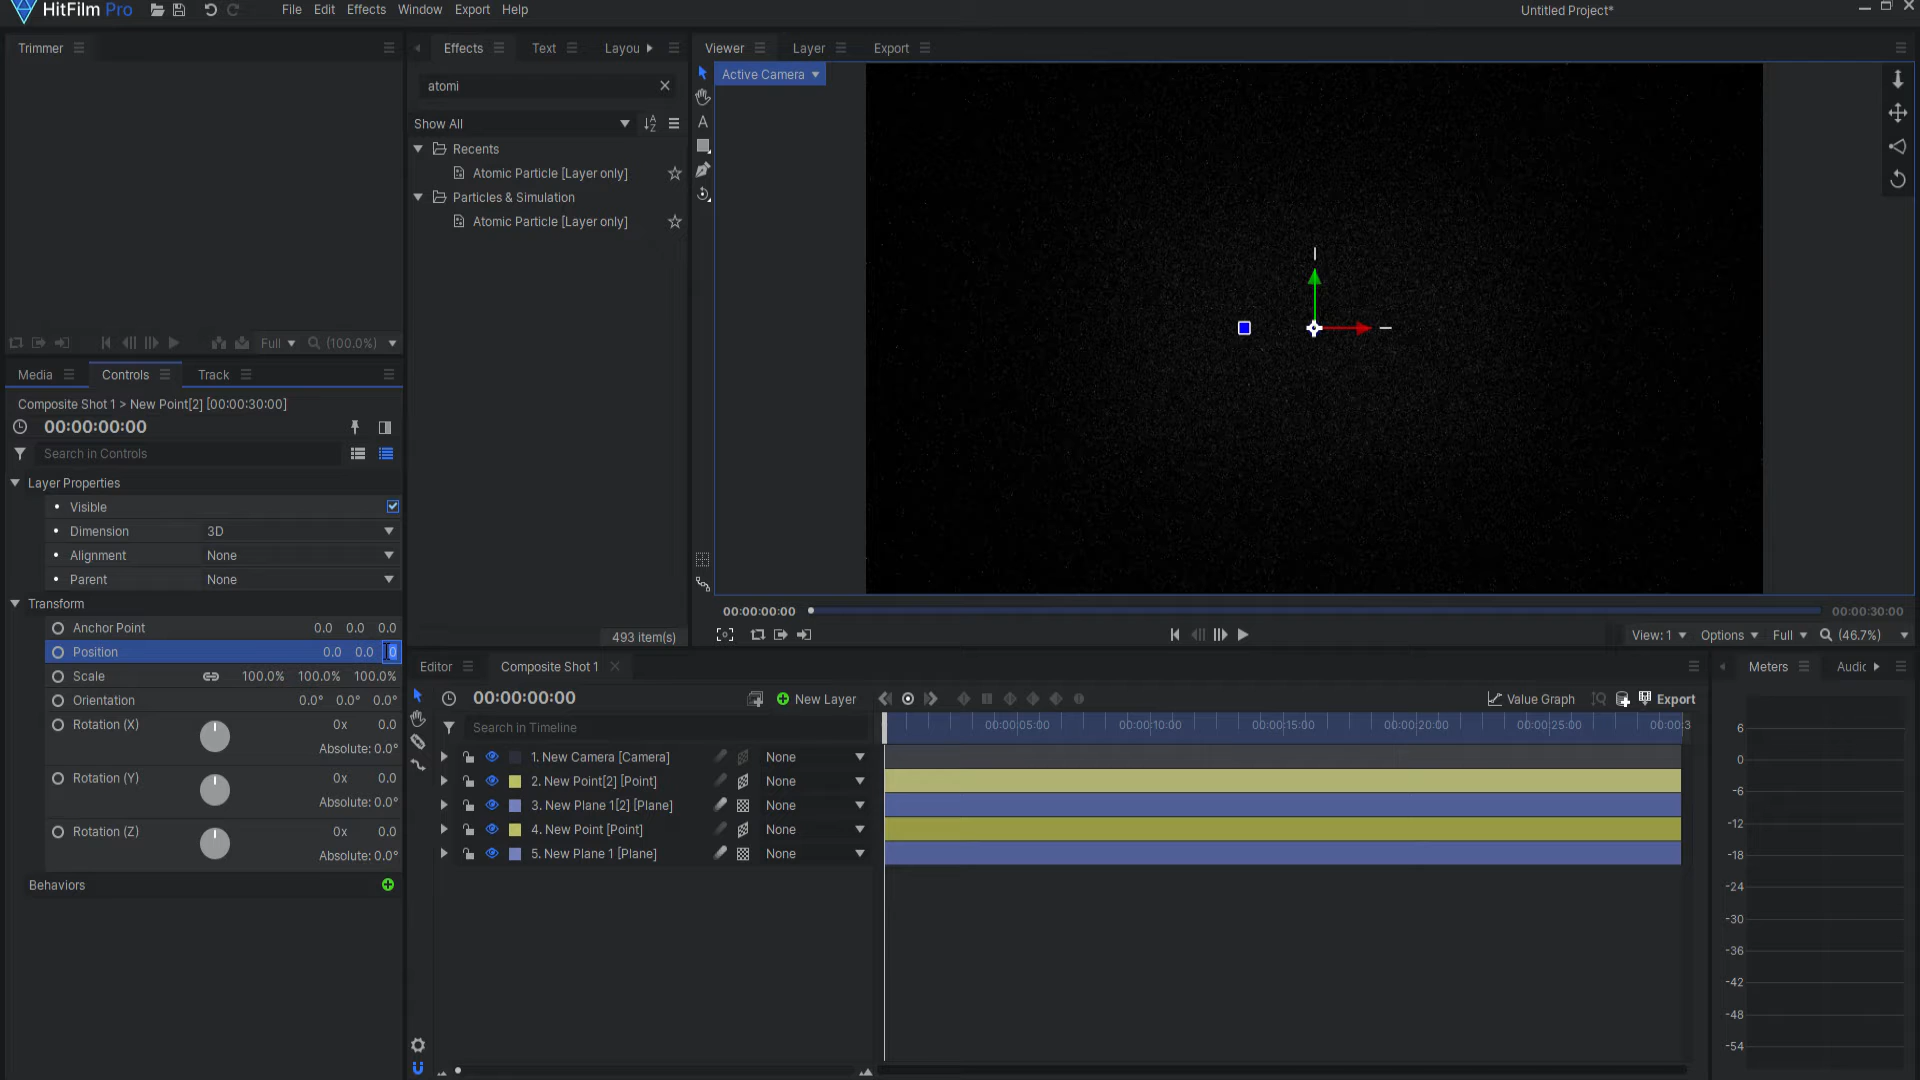 HitFilm Pro
File Edit Effects Window Export Help
Untitled Project*
Trimmer
Effects Text Layou
Viewer Layer Export
atomi
Active Camera
Show All
Recents
Atomic Particle [Layer only]
Particles & Simulation
Atomic Particle [Layer only]
Full (100.0%)
Media Controls Track
Composite Shot 1 > New Point[2] [00:00:30:00]
00:00:00:00
Search in Controls
Layer Properties
Visible
Dimension 3D
Alignment None
Parent None
Transform
Anchor Point 0.0 0.0 0.0
Position 0.0 0.0 0
Scale 100.0% 100.0% 100.0%
Orientation 0.0° 0.0° 0.0°
Rotation (X) 0x 0.0
Absolute: 0.0°
Rotation (Y) 0x 0.0
Absolute: 0.0°
Rotation (Z) 0x 0.0
Absolute: 0.0°
Behaviors
493 item(s)
00:00:00:00 00:00:30:00
View: 1 Options Full (46.7%)
Editor Composite Shot 1
00:00:00:00 New Layer Value Graph Export
Search in Timeline
00:00:05:00 00:00:10:00 00:00:15:00 00:00:20:00 00:00:25:00 00:00:3
1. New Camera [Camera] None
2. New Point[2] [Point] None
3. New Plane 1[2] [Plane] None
4. New Point [Point] None
5. New Plane 1 [Plane] None
Meters Audic
6
0
-6
-12
-18
-24
-30
-36
-42
-48
-54